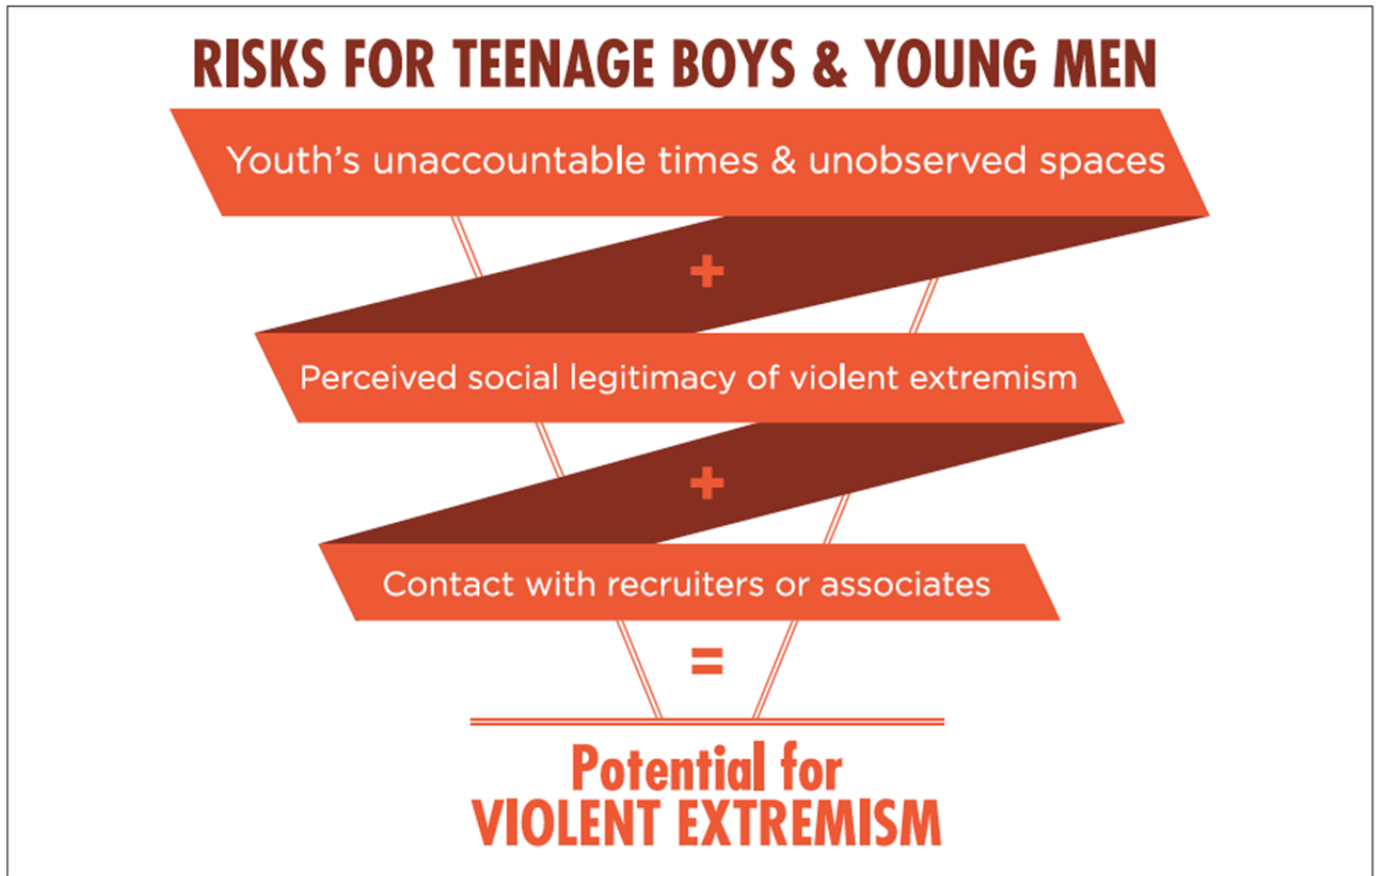 RISKS FOR TEENAGE BOYS & YOUNG MEN
Youth’s unaccountable times & unobserved spaces
+
Perceived social legitimacy of violent extremism
+
Contact with recruiters or associates
=
Potential for
VIOLENT EXTREMISM